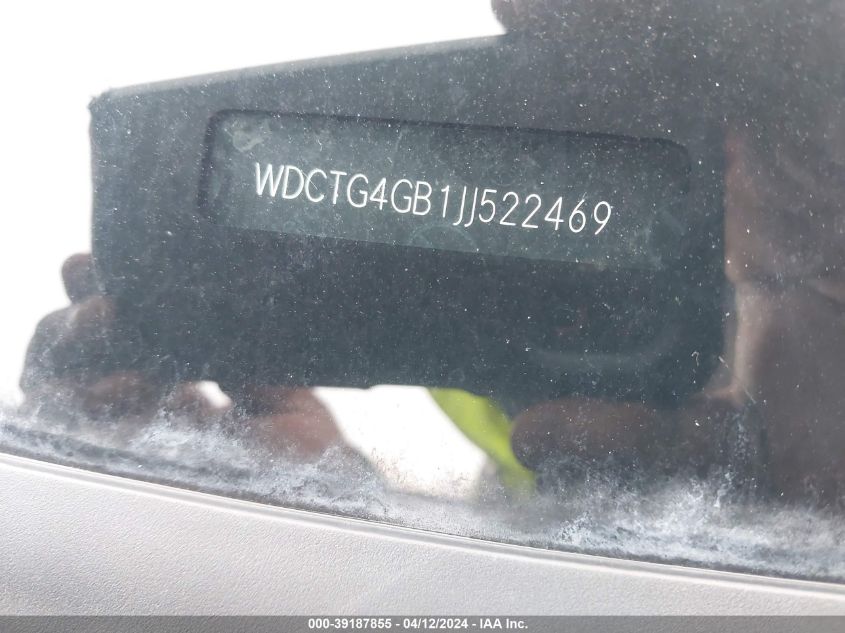 WDCTG4GB1JJ522469
000-39187855 - 04/12/2024 - IAA Inc.